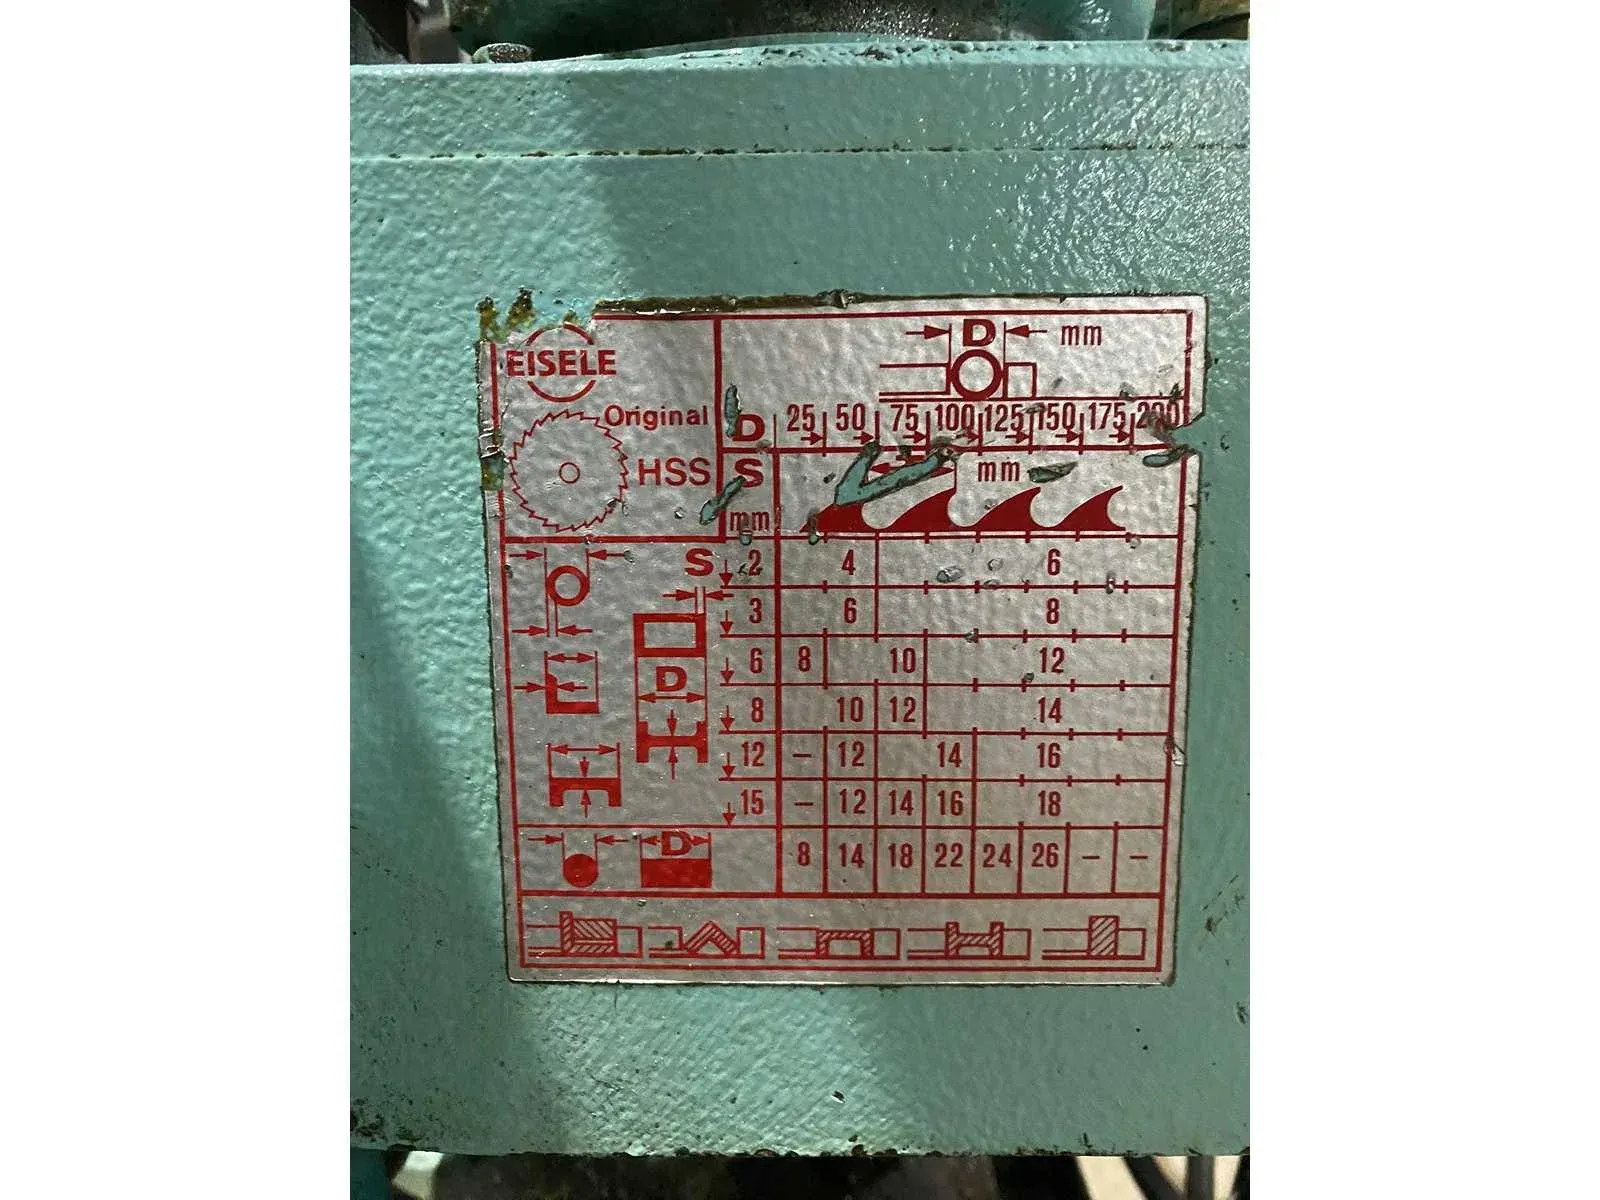 D mm
EISELE
Original
D 25 50 75 100 125 150 175 200
HSS S mm
mm
S 2 4 6
3 6 8
6 8 10 12
D
8 10 12 14
12 – 12 14 16
15 – 12 14 16 18
D 8 14 18 22 24 26 – –